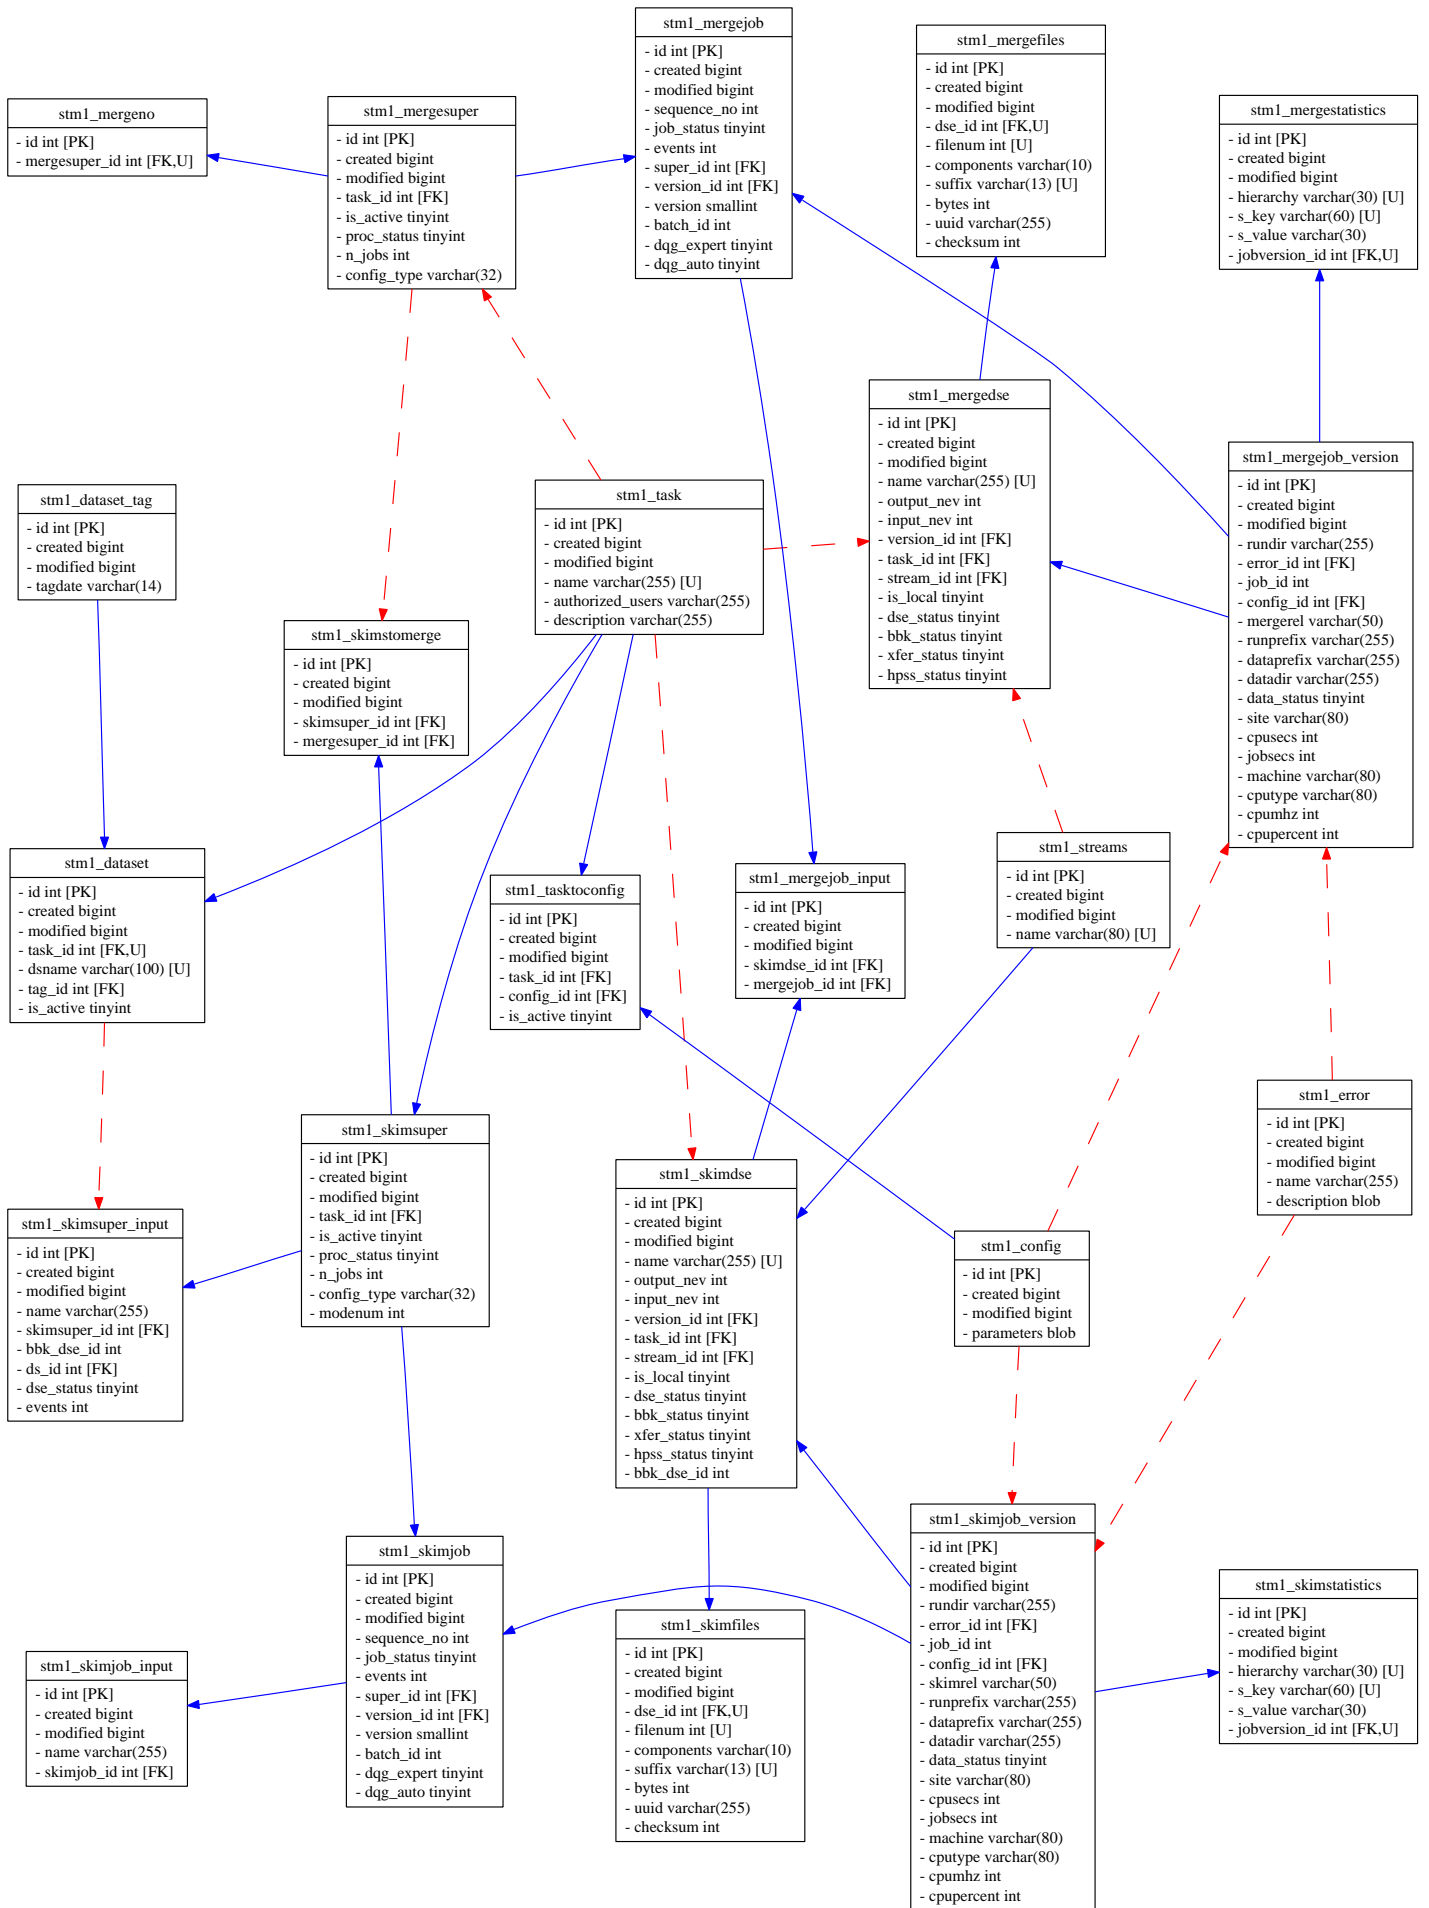 stm1_mergejob
- id int [PK]
- created bigint
- modified bigint
- sequence_no int
- job_status tinyint
- events int
- super_id int [FK]
- version_id int [FK]
- version smallint
- batch_id int
- dqg_expert tinyint
- dqg_auto tinyint
stm1_mergefiles
- id int [PK]
- created bigint
- modified bigint
- dse_id int [FK,U]
- filenum int [U]
- components varchar(10)
- suffix varchar(13) [U]
- bytes int
- uuid varchar(255)
- checksum int
stm1_mergeno
- id int [PK]
- mergesuper_id int [FK,U]
stm1_mergesuper
- id int [PK]
- created bigint
- modified bigint
- task_id int [FK]
- is_active tinyint
- proc_status tinyint
- n_jobs int
- config_type varchar(32)
stm1_mergestatistics
- id int [PK]
- created bigint
- modified bigint
- hierarchy varchar(30) [U]
- s_key varchar(60) [U]
- s_value varchar(30)
- jobversion_id int [FK,U]
stm1_mergedse
- id int [PK]
- created bigint
- modified bigint
- name varchar(255) [U]
- output_nev int
- input_nev int
- version_id int [FK]
- task_id int [FK]
- stream_id int [FK]
- is_local tinyint
- dse_status tinyint
- bbk_status tinyint
- xfer_status tinyint
- hpss_status tinyint
stm1_mergejob_version
- id int [PK]
- created bigint
- modified bigint
- rundir varchar(255)
- error_id int [FK]
- job_id int
- config_id int [FK]
- mergerel varchar(50)
- runprefix varchar(255)
- dataprefix varchar(255)
- datadir varchar(255)
- data_status tinyint
- site varchar(80)
- cpusecs int
- jobsecs int
- machine varchar(80)
- cputype varchar(80)
- cpumhz int
- cpupercent int
stm1_dataset_tag
- id int [PK]
- created bigint
- modified bigint
- tagdate varchar(14)
stm1_task
- id int [PK]
- created bigint
- modified bigint
- name varchar(255) [U]
- authorized_users varchar(255)
- description varchar(255)
stm1_skimstomerge
- id int [PK]
- created bigint
- modified bigint
- skimsuper_id int [FK]
- mergesuper_id int [FK]
stm1_streams
- id int [PK]
- created bigint
- modified bigint
- name varchar(80) [U]
stm1_dataset
- id int [PK]
- created bigint
- modified bigint
- task_id int [FK,U]
- dsname varchar(100) [U]
- tag_id int [FK]
- is_active tinyint
stm1_tasktoconfig
- id int [PK]
- created bigint
- modified bigint
- task_id int [FK]
- config_id int [FK]
- is_active tinyint
stm1_mergejob_input
- id int [PK]
- created bigint
- modified bigint
- skimdse_id int [FK]
- mergejob_id int [FK]
stm1_error
- id int [PK]
- created bigint
- modified bigint
- name varchar(255)
- description blob
stm1_skimsuper
- id int [PK]
- created bigint
- modified bigint
- task_id int [FK]
- is_active tinyint
- proc_status tinyint
- n_jobs int
- config_type varchar(32)
- modenum int
stm1_skimdse
- id int [PK]
- created bigint
- modified bigint
- name varchar(255) [U]
- output_nev int
- input_nev int
- version_id int [FK]
- task_id int [FK]
- stream_id int [FK]
- is_local tinyint
- dse_status tinyint
- bbk_status tinyint
- xfer_status tinyint
- hpss_status tinyint
- bbk_dse_id int
stm1_skimsuper_input
- id int [PK]
- created bigint
- modified bigint
- name varchar(255)
- skimsuper_id int [FK]
- bbk_dse_id int
- ds_id int [FK]
- dse_status tinyint
- events int
stm1_config
- id int [PK]
- created bigint
- modified bigint
- parameters blob
stm1_skimjob_version
- id int [PK]
- created bigint
- modified bigint
- rundir varchar(255)
- error_id int [FK]
- job_id int
- config_id int [FK]
- skimrel varchar(50)
- runprefix varchar(255)
- dataprefix varchar(255)
- datadir varchar(255)
- data_status tinyint
- site varchar(80)
- cpusecs int
- jobsecs int
- machine varchar(80)
- cputype varchar(80)
- cpumhz int
- cpupercent int
stm1_skimjob
- id int [PK]
- created bigint
- modified bigint
- sequence_no int
- job_status tinyint
- events int
- super_id int [FK]
- version_id int [FK]
- version smallint
- batch_id int
- dqg_expert tinyint
- dqg_auto tinyint
stm1_skimstatistics
- id int [PK]
- created bigint
- modified bigint
- hierarchy varchar(30) [U]
- s_key varchar(60) [U]
- s_value varchar(30)
- jobversion_id int [FK,U]
stm1_skimfiles
- id int [PK]
- created bigint
- modified bigint
- dse_id int [FK,U]
- filenum int [U]
- components varchar(10)
- suffix varchar(13) [U]
- bytes int
- uuid varchar(255)
- checksum int
stm1_skimjob_input
- id int [PK]
- created bigint
- modified bigint
- name varchar(255)
- skimjob_id int [FK]